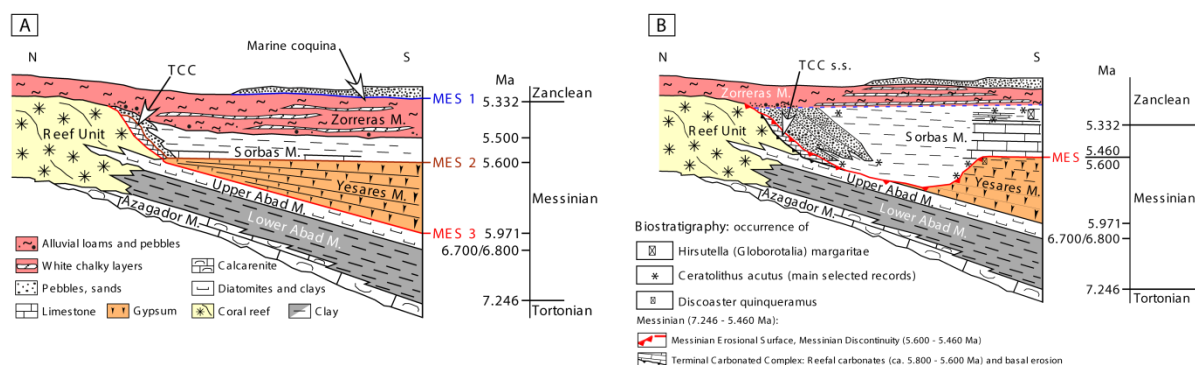 A
N
Marine coquina
S
TCC
Ma
MES 1
5.332
Zanclean
Reef Unit
Zorreras M.
5.500
Sorbas M.
MES 2
5.600
Upper Abad M.
Yesares M.
Messinian
Azagador M.
Lower Abad M.
MES 3
5.971
6.700/6.800
Alluvial loams and pebbles
White chalky layers
Calcarenite
Pebbles, sands
Diatomites and clays
7.246
Limestone
Gypsum
Coral reef
Clay
Tortonian
B
N
S
TCC s.s.
Ma
Zorreras M.
Zanclean
Reef Unit
Sorbas M.
5.332
5.460
MES
5.600
Upper Abad M.
Yesares M.
Messinian
Azagador M.
Lower Abad M.
5.971
6.700/6.800
Biostratigraphy: occurrence of
Hirsutella (Globorotalia) margaritae
Ceratolithus acutus (main selected records)
Discoaster quinqueramus
7.246
Tortonian
Messinian (7.246 - 5.460 Ma):
Messinian Erosional Surface, Messinian Discontinuity (5.600 - 5.460 Ma)
Terminal Carbonated Complex: Reefal carbonates (ca. 5.800 - 5.600 Ma) and basal erosion